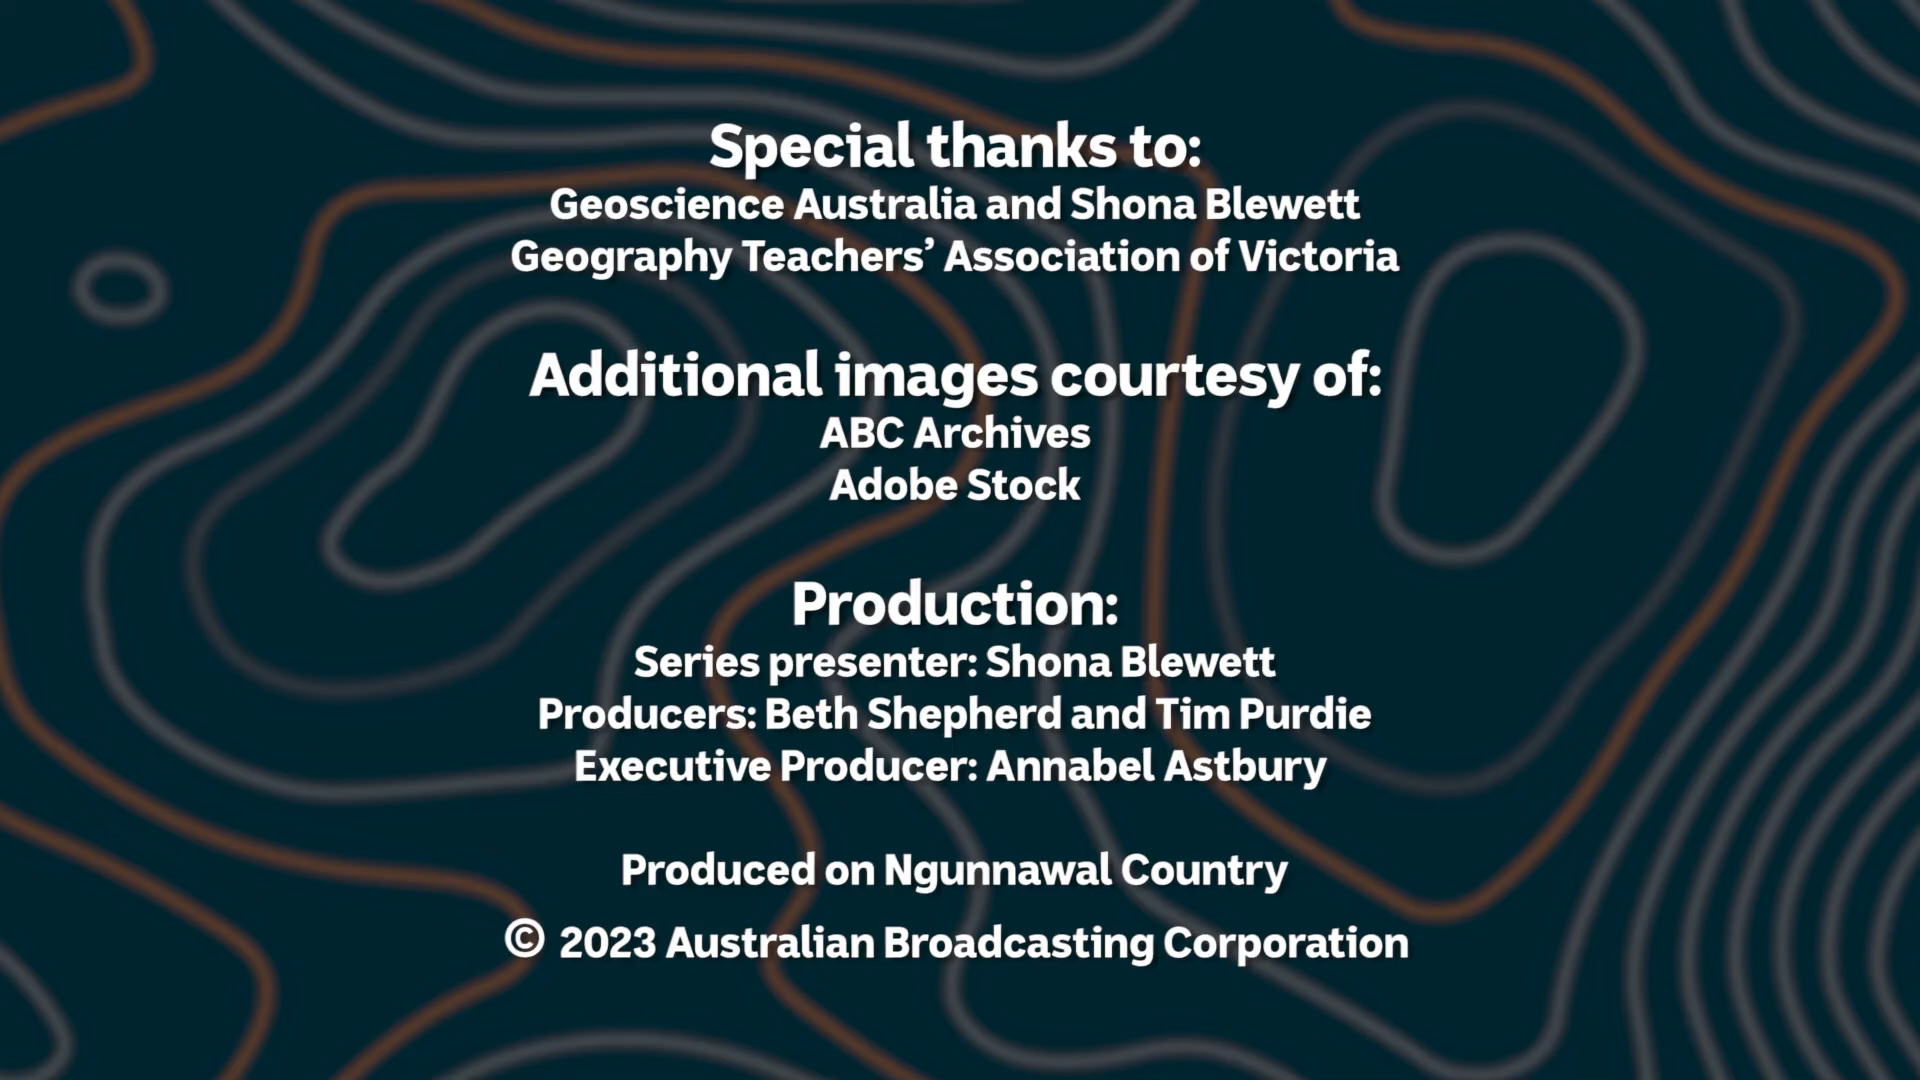 Special thanks to:
Geoscience Australia and Shona Blewett
Geography Teachers’ Association of Victoria
Additional images courtesy of:
ABC Archives
Adobe Stock
Production:
Series presenter: Shona Blewett
Producers: Beth Shepherd and Tim Purdie
Executive Producer: Annabel Astbury
Produced on Ngunnawal Country
© 2023 Australian Broadcasting Corporation